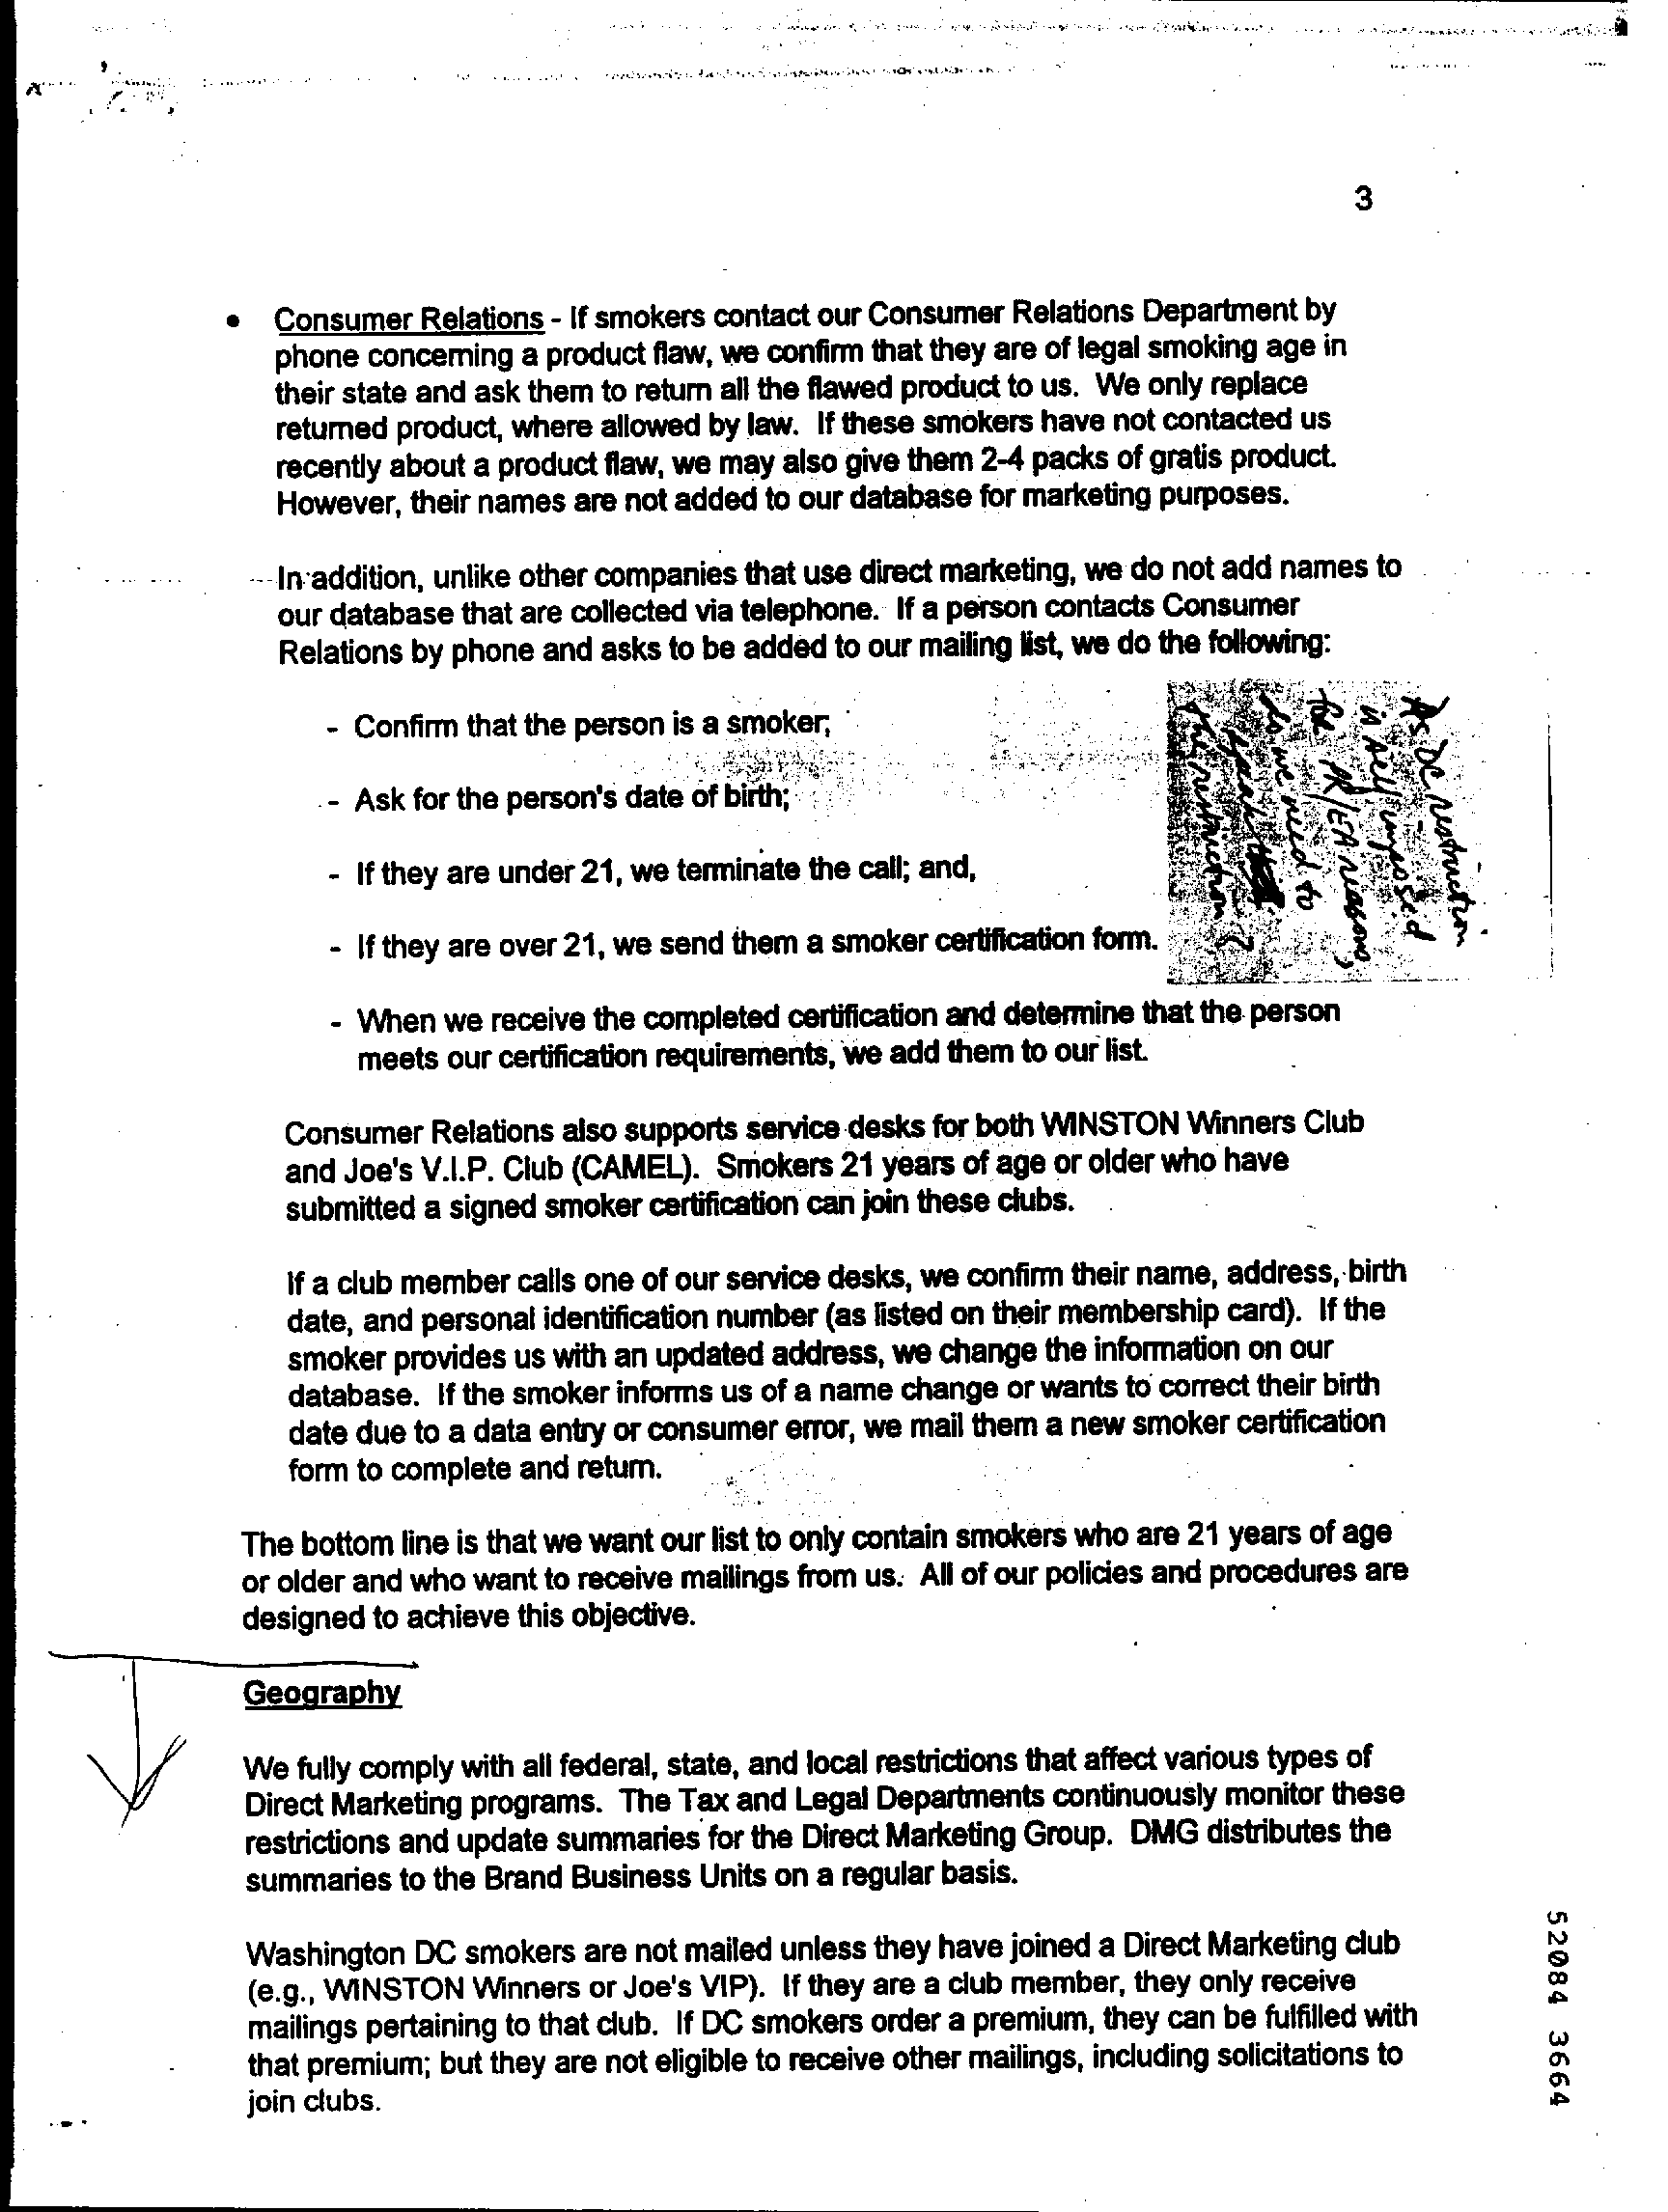 3
• Consumer Relations - If smokers contact our Consumer Relations Department by
phone concerning a product flaw, we confirm that they are of legal smoking age in
their state and ask them to return all the flawed product to us. We only replace
returned product, where allowed by law. If these smokers have not contacted us
recently about a product flaw, we may also give them 2-4 packs of gratis product.
However, their names are not added to our database for marketing purposes.
In addition, unlike other companies that use direct marketing, we do not add names to
our database that are collected via telephone. If a person contacts Consumer
Relations by phone and asks to be added to our mailing list, we do the following:
- Confirm that the person is a smoker;
- Ask for the person's date of birth;
- If they are under 21, we terminate the call; and,
- If they are over 21, we send them a smoker certification form.
As DC restriction
is self imposed
for PR/EA reasons,
do we need to
the restriction?
- When we receive the completed certification and determine that the person
meets our certification requirements, we add them to our list.
Consumer Relations also supports service desks for both WINSTON Winners Club
and Joe's V.I.P. Club (CAMEL). Smokers 21 years of age or older who have
submitted a signed smoker certification can join these clubs.
If a club member calls one of our service desks, we confirm their name, address, birth
date, and personal identification number (as listed on their membership card). If the
smoker provides us with an updated address, we change the information on our
database. If the smoker informs us of a name change or wants to correct their birth
date due to a data entry or consumer error, we mail them a new smoker certification
form to complete and return.
The bottom line is that we want our list to only contain smokers who are 21 years of age
or older and who want to receive mailings from us. All of our policies and procedures are
designed to achieve this objective.
Geography
We fully comply with all federal, state, and local restrictions that affect various types of
Direct Marketing programs. The Tax and Legal Departments continuously monitor these
restrictions and update summaries for the Direct Marketing Group. DMG distributes the
summaries to the Brand Business Units on a regular basis.
Washington DC smokers are not mailed unless they have joined a Direct Marketing club
(e.g., WINSTON Winners or Joe's VIP). If they are a club member, they only receive
mailings pertaining to that club. If DC smokers order a premium, they can be fulfilled with
that premium; but they are not eligible to receive other mailings, including solicitations to
join clubs.
52084 3664